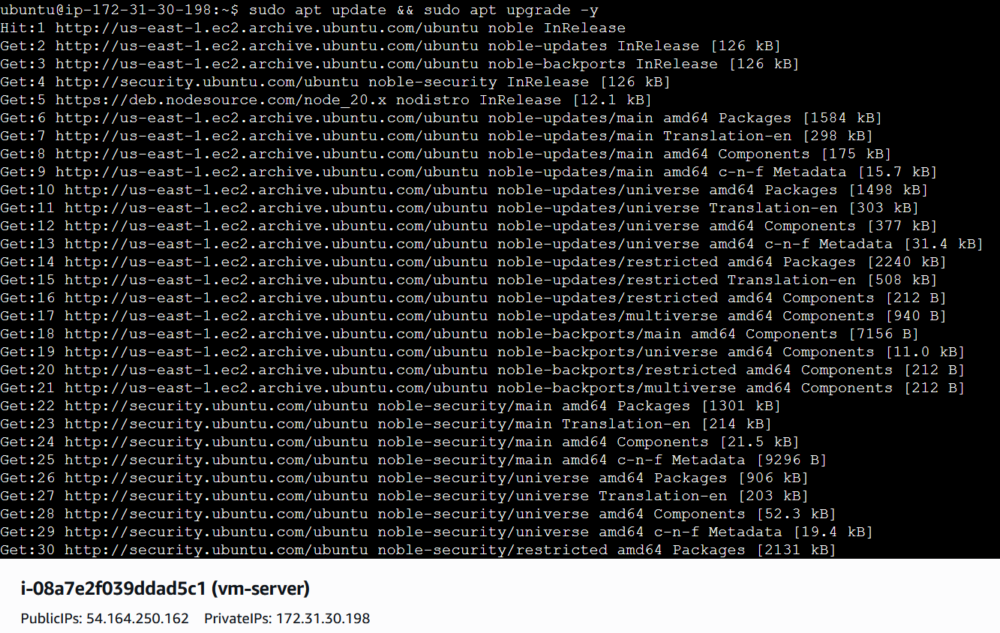 ubuntu@ip-172-31-30-198:~$ sudo apt update && sudo apt upgrade -y
Hit:1 http://us-east-1.ec2.archive.ubuntu.com/ubuntu noble InRelease
Get:2 http://us-east-1.ec2.archive.ubuntu.com/ubuntu noble-updates InRelease [126 kB]
Get:3 http://us-east-1.ec2.archive.ubuntu.com/ubuntu noble-backports InRelease [126 kB]
Get:4 http://security.ubuntu.com/ubuntu noble-security InRelease [126 kB]
Get:5 https://deb.nodesource.com/node_20.x nodistro InRelease [12.1 kB]
Get:6 http://us-east-1.ec2.archive.ubuntu.com/ubuntu noble-updates/main amd64 Packages [1584 kB]
Get:7 http://us-east-1.ec2.archive.ubuntu.com/ubuntu noble-updates/main Translation-en [298 kB]
Get:8 http://us-east-1.ec2.archive.ubuntu.com/ubuntu noble-updates/main amd64 Components [175 kB]
Get:9 http://us-east-1.ec2.archive.ubuntu.com/ubuntu noble-updates/main amd64 c-n-f Metadata [15.7 kB]
Get:10 http://us-east-1.ec2.archive.ubuntu.com/ubuntu noble-updates/universe amd64 Packages [1498 kB]
Get:11 http://us-east-1.ec2.archive.ubuntu.com/ubuntu noble-updates/universe Translation-en [303 kB]
Get:12 http://us-east-1.ec2.archive.ubuntu.com/ubuntu noble-updates/universe amd64 Components [377 kB]
Get:13 http://us-east-1.ec2.archive.ubuntu.com/ubuntu noble-updates/universe amd64 c-n-f Metadata [31.4 kB]
Get:14 http://us-east-1.ec2.archive.ubuntu.com/ubuntu noble-updates/restricted amd64 Packages [2240 kB]
Get:15 http://us-east-1.ec2.archive.ubuntu.com/ubuntu noble-updates/restricted Translation-en [508 kB]
Get:16 http://us-east-1.ec2.archive.ubuntu.com/ubuntu noble-updates/restricted amd64 Components [212 B]
Get:17 http://us-east-1.ec2.archive.ubuntu.com/ubuntu noble-updates/multiverse amd64 Components [940 B]
Get:18 http://us-east-1.ec2.archive.ubuntu.com/ubuntu noble-backports/main amd64 Components [7156 B]
Get:19 http://us-east-1.ec2.archive.ubuntu.com/ubuntu noble-backports/universe amd64 Components [11.0 kB]
Get:20 http://us-east-1.ec2.archive.ubuntu.com/ubuntu noble-backports/restricted amd64 Components [212 B]
Get:21 http://us-east-1.ec2.archive.ubuntu.com/ubuntu noble-backports/multiverse amd64 Components [212 B]
Get:22 http://security.ubuntu.com/ubuntu noble-security/main amd64 Packages [1301 kB]
Get:23 http://security.ubuntu.com/ubuntu noble-security/main Translation-en [214 kB]
Get:24 http://security.ubuntu.com/ubuntu noble-security/main amd64 Components [21.5 kB]
Get:25 http://security.ubuntu.com/ubuntu noble-security/main amd64 c-n-f Metadata [9296 B]
Get:26 http://security.ubuntu.com/ubuntu noble-security/universe amd64 Packages [906 kB]
Get:27 http://security.ubuntu.com/ubuntu noble-security/universe Translation-en [203 kB]
Get:28 http://security.ubuntu.com/ubuntu noble-security/universe amd64 Components [52.3 kB]
Get:29 http://security.ubuntu.com/ubuntu noble-security/universe amd64 c-n-f Metadata [19.4 kB]
Get:30 http://security.ubuntu.com/ubuntu noble-security/restricted amd64 Packages [2131 kB]
i-08a7e2f039ddad5c1 (vm-server)
PublicIPs: 54.164.250.162 PrivateIPs: 172.31.30.198